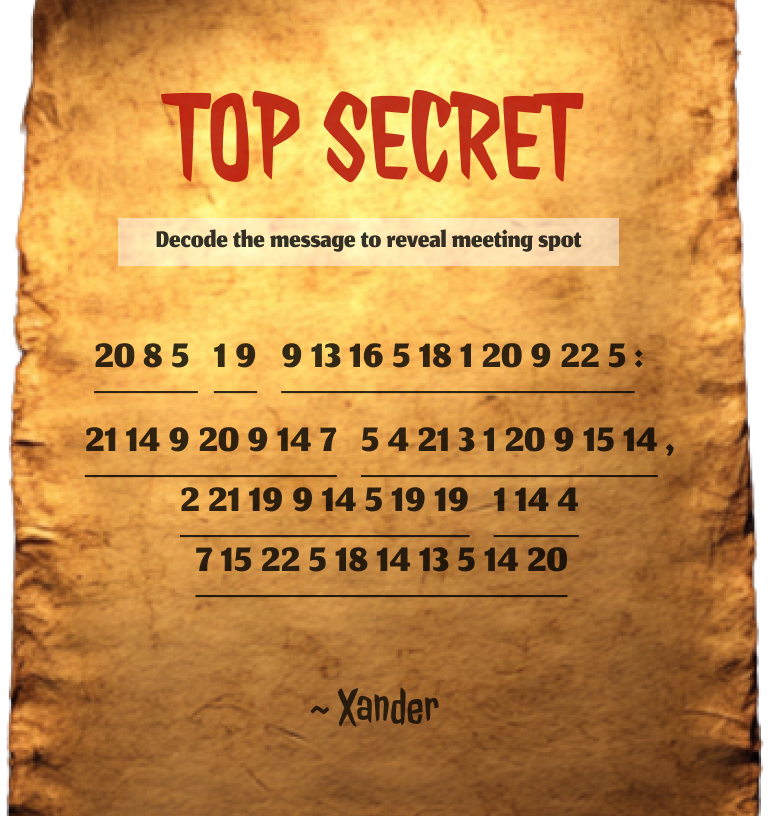 TOP SECRET
Decode the message to reveal meeting spot
20 8 5 1 9 9 13 16 5 18 1 20 9 22 5 :
21 14 9 20 9 14 7 5 4 21 3 1 20 9 15 14 ,
2 21 19 9 14 5 19 19 1 14 4
7 15 22 5 18 14 13 5 14 20
~ Xander